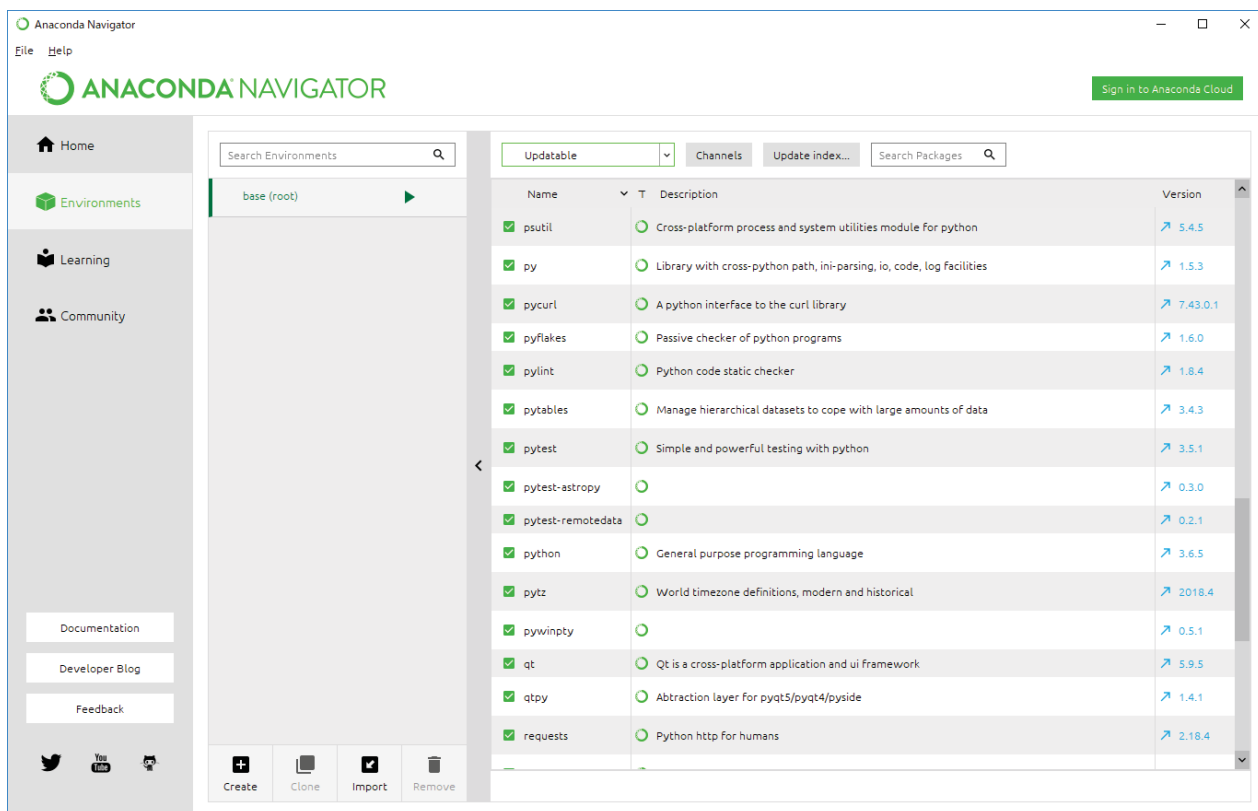 Anaconda Navigator
File Help
ANACONDA NAVIGATOR
Sign in to Anaconda Cloud
Home
Environments
Learning
Community
Documentation
Developer Blog
Feedback
You
Tube
Search Environments
base (root)
Create Clone Import Remove
Updatable Channels Update index... Search Packages
Name T Description Version
psutil Cross-platform process and system utilities module for python 5.4.5
py Library with cross-python path, ini-parsing, io, code, log facilities 1.5.3
pycurl A python interface to the curl library 7.43.0.1
pyflakes Passive checker of python programs 1.6.0
pylint Python code static checker 1.8.4
pytables Manage hierarchical datasets to cope with large amounts of data 3.4.3
pytest Simple and powerful testing with python 3.5.1
pytest-astropy 0.3.0
pytest-remotedata 0.2.1
python General purpose programming language 3.6.5
pytz World timezone definitions, modern and historical 2018.4
pywinpty 0.5.1
qt Qt is a cross-platform application and ui framework 5.9.5
qtpy Abtraction layer for pyqt5/pyqt4/pyside 1.4.1
requests Python http for humans 2.18.4